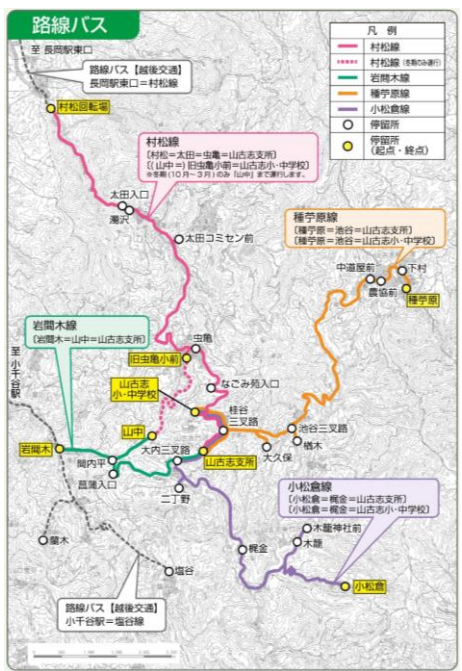 路線バス
至 長岡駅東口
路線バス【越後交通】
長岡駅東口=村松線
凡 例
村松線
村松線 (冬期のみ運行)
岩間木線
種苧原線
小松倉線
停留所
停留所
(起点・終点)
村松回転場
村松線
〔村松=太田=虫亀=山古志支所〕
〔(山中=)旧虫亀小前=山古志小・中学校〕
※冬期(10月~3月)のみ「山中」まで運行します。
太田入口
濁沢
太田コミセン前
種苧原線
〔種苧原=池谷=山古志支所〕
〔種苧原=池谷=山古志小・中学校〕
中道屋前
下村
農協前
種苧原
岩間木線
〔岩間木=山中=山古志支所〕
至 小千谷駅
虫亀
旧虫亀小前
なごみ苑入口
山古志
小・中学校
桂谷
三叉路
池谷三叉路
楢木
大久保
山中
岩間木
大内三叉路
山古志支所
間内平
菖蒲入口
二丁野
小松倉線
〔小松倉=梶金=山古志支所〕
〔小松倉=梶金=山古志小・中学校〕
木籠神社前
木籠
梶金
小松倉
蘭木
塩谷
路線バス【越後交通】
小千谷駅=塩谷線